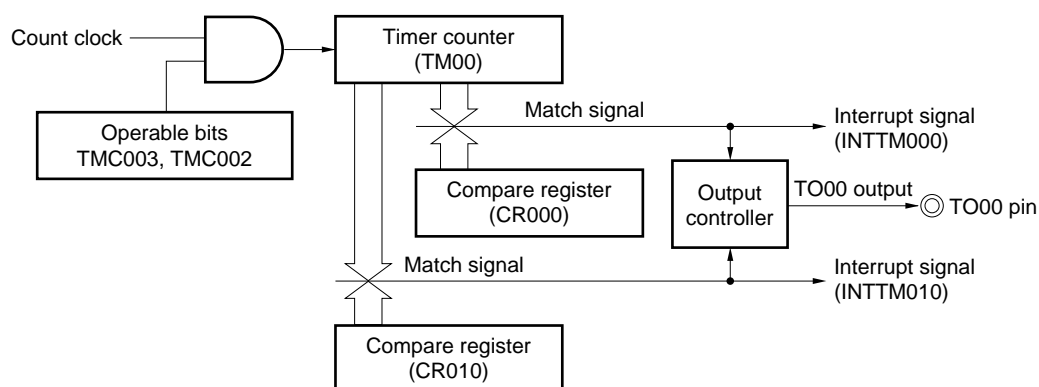 Count clock
Timer counter
(TM00)
Operable bits
TMC003, TMC002
Match signal
Interrupt signal
(INTTM000)
Compare register
(CR000)
Output
controller
TO00 output
TO00 pin
Match signal
Interrupt signal
(INTTM010)
Compare register
(CR010)